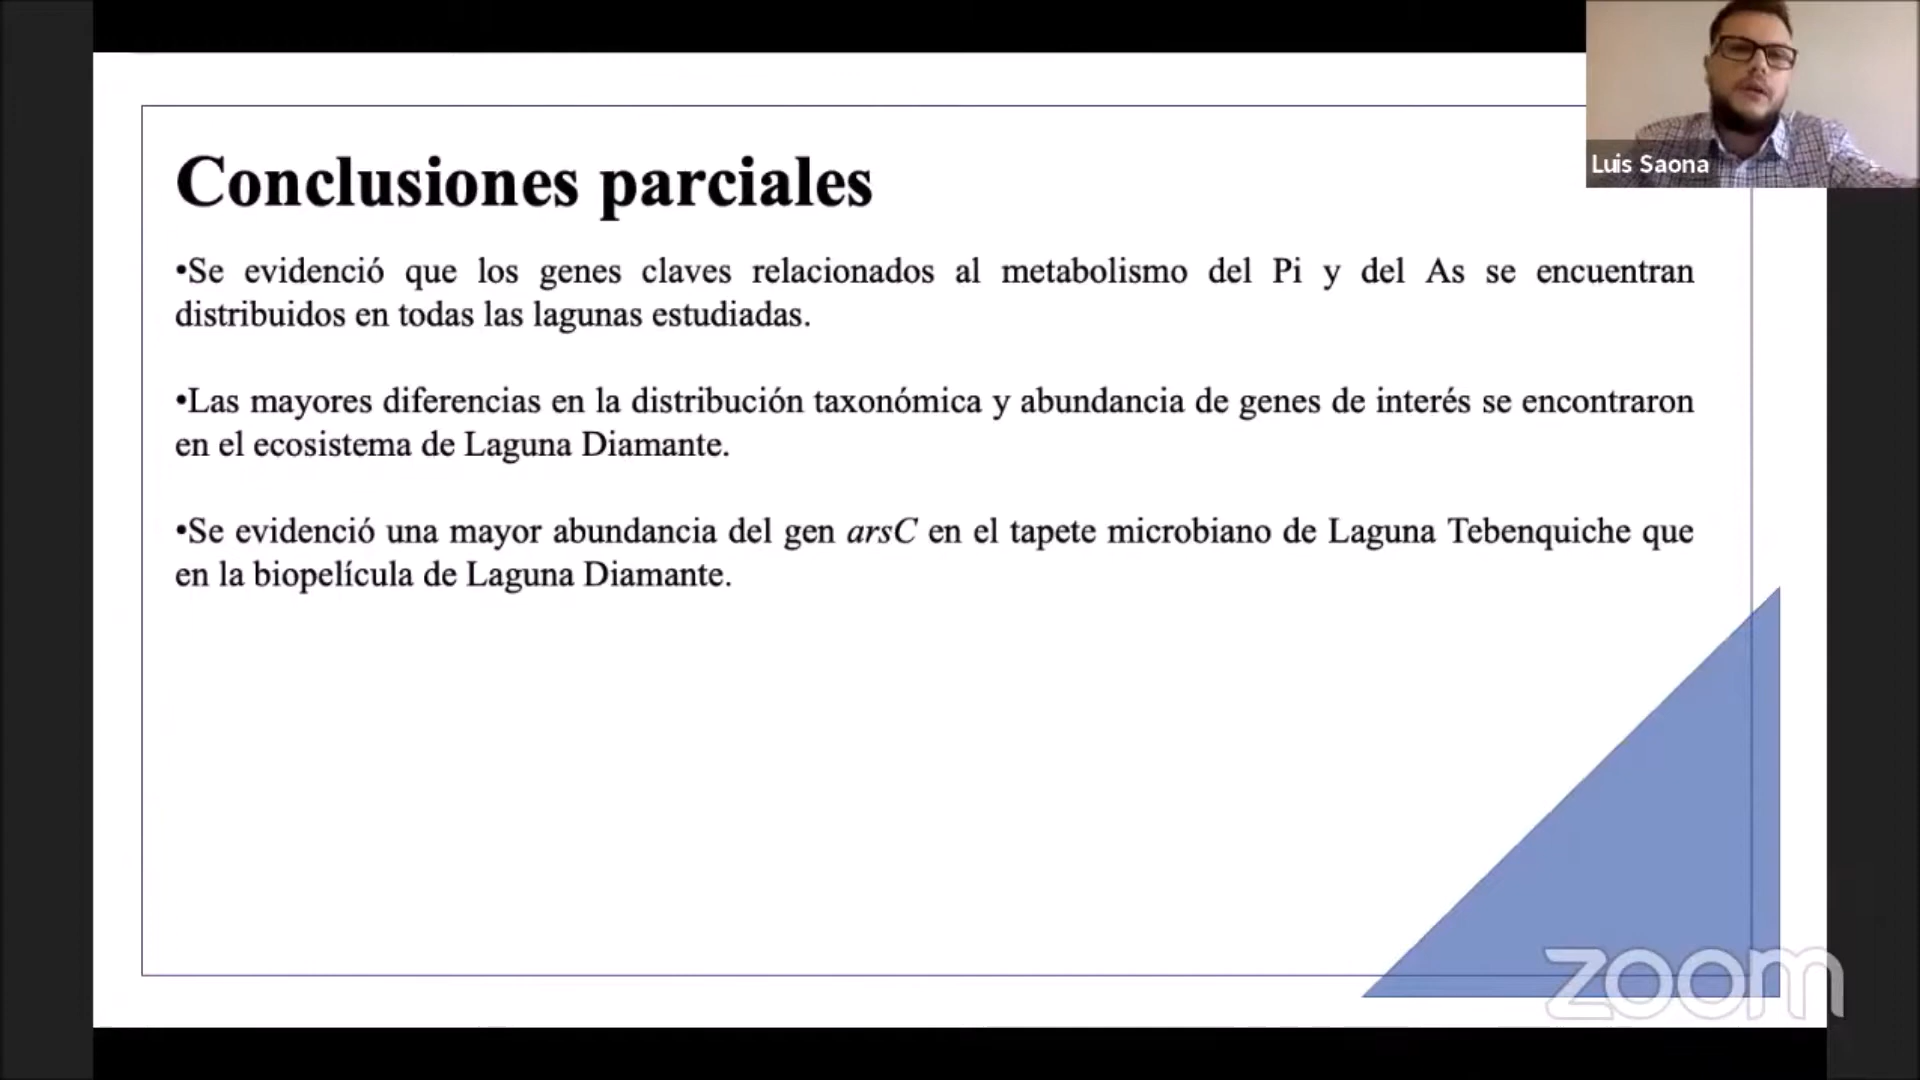 Conclusiones parciales
Luis Saona
•Se evidenció que los genes claves relacionados al metabolismo del Pi y del As se encuentran
distribuidos en todas las lagunas estudiadas.
•Las mayores diferencias en la distribución taxonómica y abundancia de genes de interés se encontraron
en el ecosistema de Laguna Diamante.
•Se evidenció una mayor abundancia del gen arsC en el tapete microbiano de Laguna Tebenquiche que
en la biopelícula de Laguna Diamante.
zoom